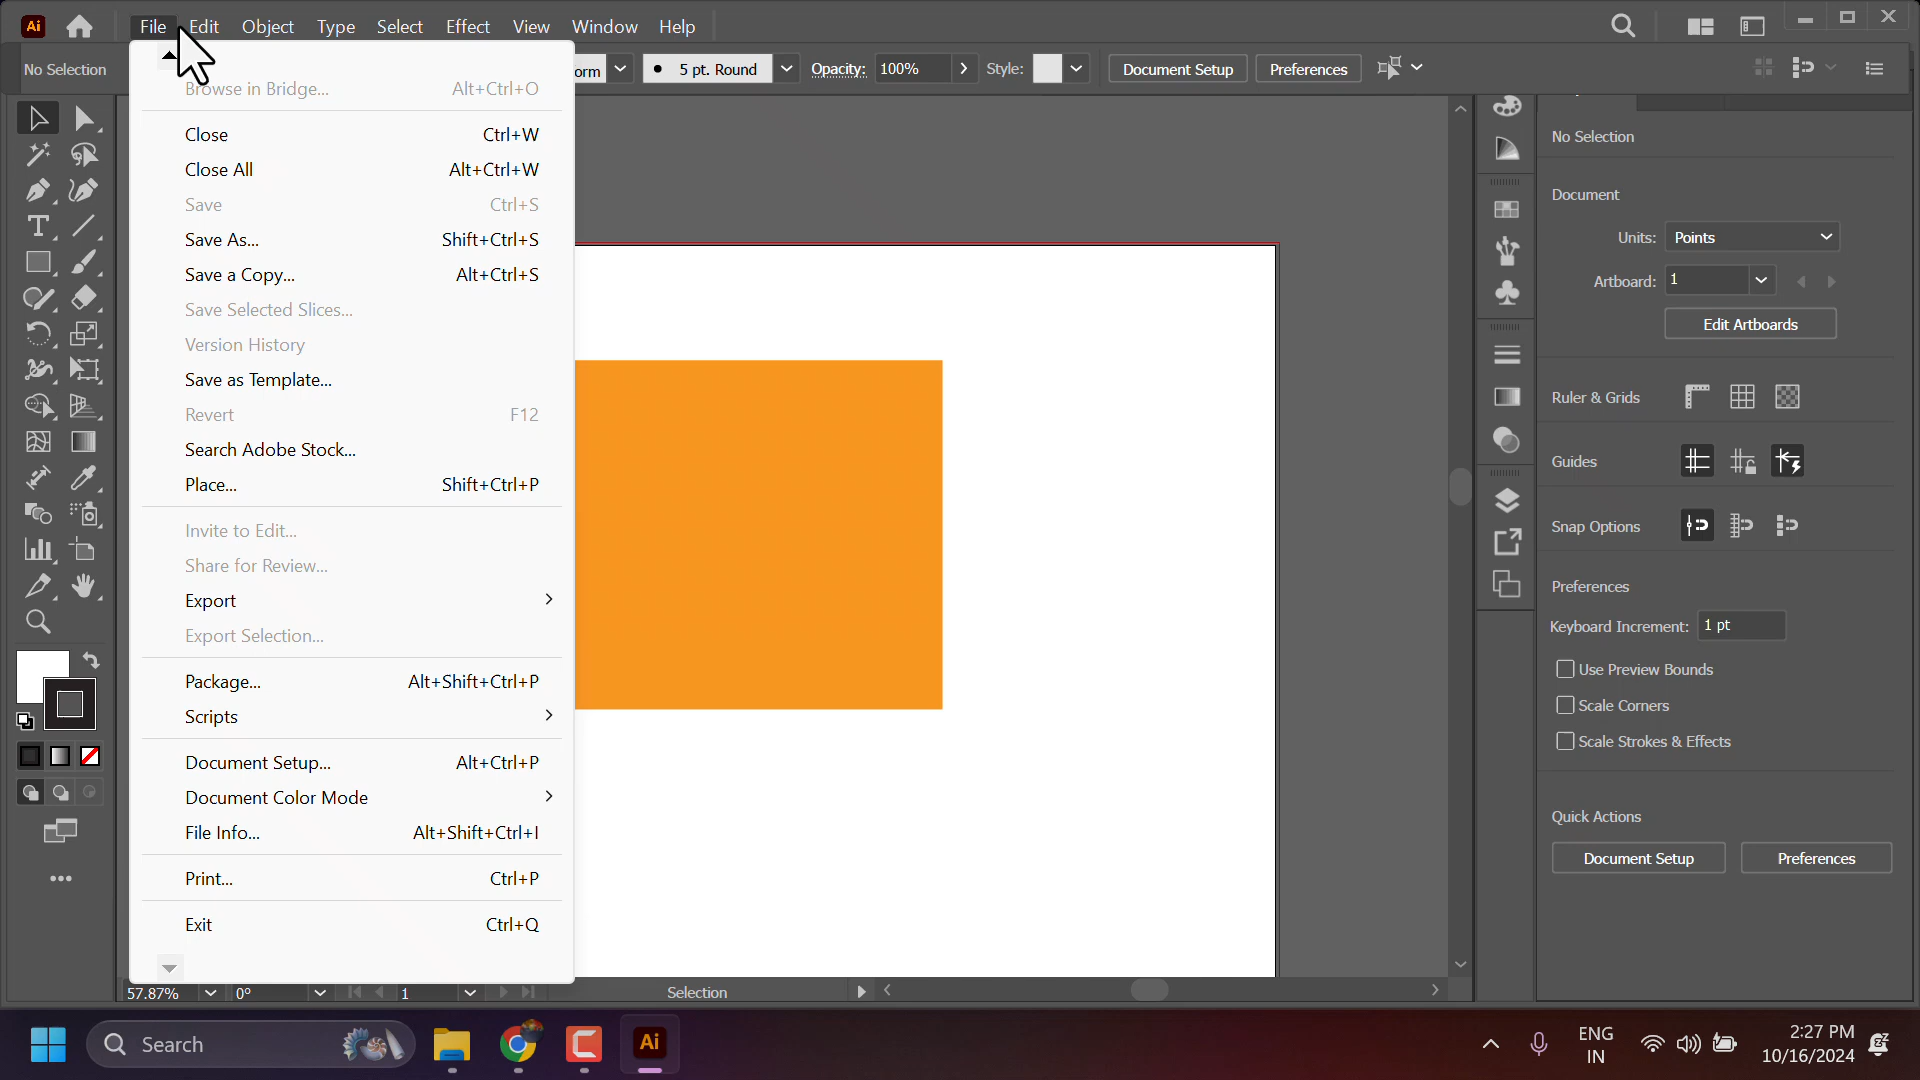 Ai File Edit Object Type Select Effect View Window Help
No Selection orm 5 pt. Round Opacity: 100% Style: Document Setup Preferences
Browse in Bridge... Alt+Ctrl+O
Close Ctrl+W
Close All Alt+Ctrl+W
Save Ctrl+S
Save As... Shift+Ctrl+S
Save a Copy... Alt+Ctrl+S
Save Selected Slices...
Version History
Save as Template...
Revert F12
Search Adobe Stock...
Place... Shift+Ctrl+P
Invite to Edit...
Share for Review...
Export
Export Selection...
Package... Alt+Shift+Ctrl+P
Scripts
Document Setup... Alt+Ctrl+P
Document Color Mode
File Info... Alt+Shift+Ctrl+I
Print... Ctrl+P
Exit Ctrl+Q
No Selection
Document
Units: Points
Artboard: 1
Edit Artboards
Ruler & Grids
Guides
Snap Options
Preferences
Keyboard Increment: 1 pt
Use Preview Bounds
Scale Corners
Scale Strokes & Effects
Quick Actions
Document Setup Preferences
57.87% 0° 1 Selection
Search Ai ENG 2:27 PM
IN 10/16/2024